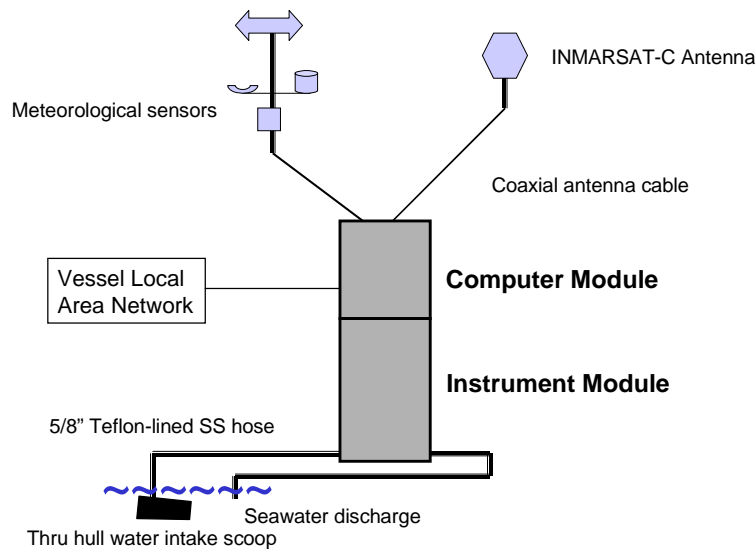 INMARSAT-C Antenna
Meteorological sensors
Coaxial antenna cable
Vessel Local
Area Network
Computer Module
Instrument Module
5/8” Teflon-lined SS hose
Seawater discharge
Thru hull water intake scoop